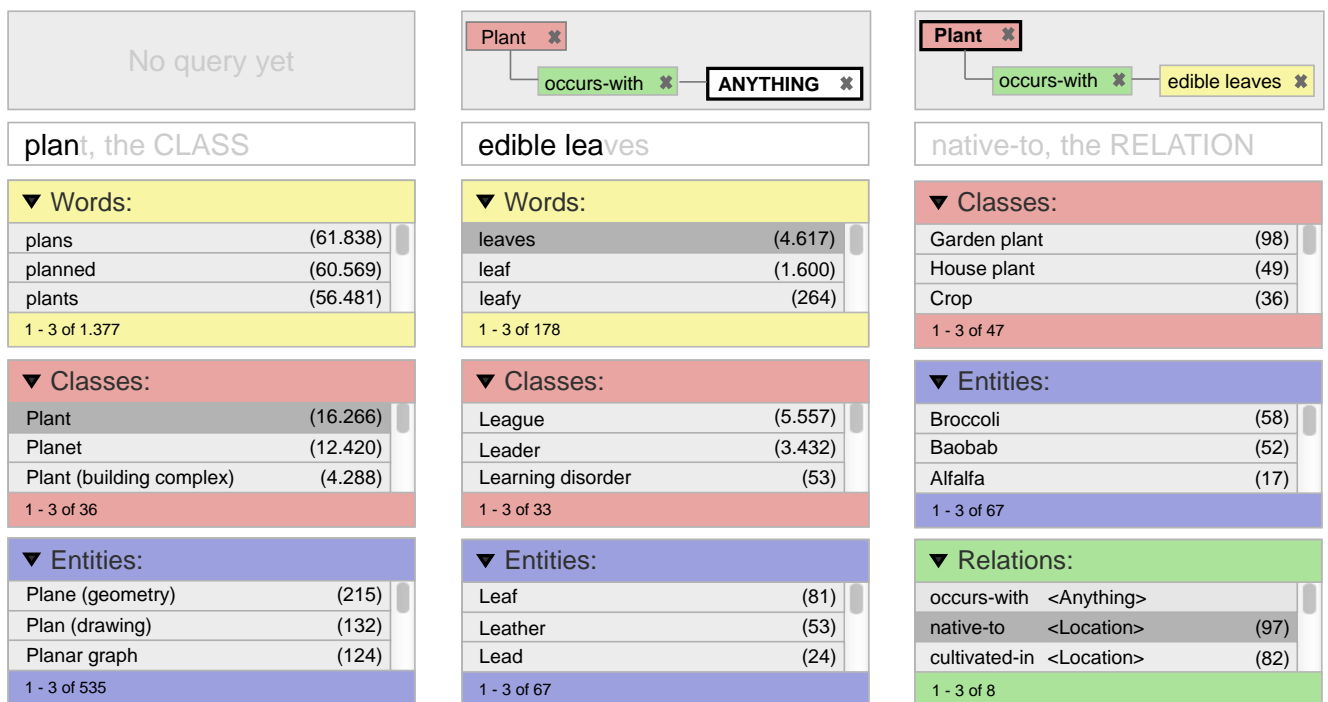 No query yet
plant, the CLASS
Words:
plans (61.838)
planned (60.569)
plants (56.481)
1 - 3 of 1.377
Classes:
Plant (16.266)
Planet (12.420)
Plant (building complex) (4.288)
1 - 3 of 36
Entities:
Plane (geometry) (215)
Plan (drawing) (132)
Planar graph (124)
1 - 3 of 535
Plant ✖
occurs-with ✖ ANYTHING ✖
edible leaves
Words:
leaves (4.617)
leaf (1.600)
leafy (264)
1 - 3 of 178
Classes:
League (5.557)
Leader (3.432)
Learning disorder (53)
1 - 3 of 33
Entities:
Leaf (81)
Leather (53)
Lead (24)
1 - 3 of 67
Plant ✖
occurs-with ✖ edible leaves ✖
native-to, the RELATION
Classes:
Garden plant (98)
House plant (49)
Crop (36)
1 - 3 of 47
Entities:
Broccoli (58)
Baobab (52)
Alfalfa (17)
1 - 3 of 67
Relations:
occurs-with <Anything>
native-to <Location> (97)
cultivated-in <Location> (82)
1 - 3 of 8